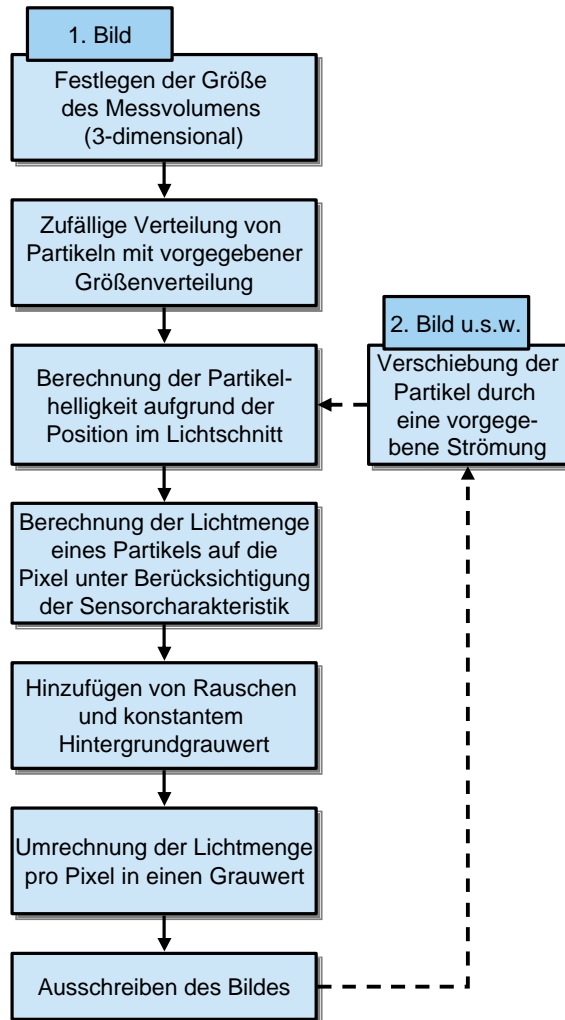 1. Bild
Festlegen der Größe
des Messvolumens
(3-dimensional)
Zufällige Verteilung von
Partikeln mit vorgegebener
Größenverteilung
2. Bild u.s.w.
Verschiebung der
Partikel durch
eine vorgege-
bene Strömung
Berechnung der Partikel-
helligkeit aufgrund der
Position im Lichtschnitt
Berechnung der Lichtmenge
eines Partikels auf die
Pixel unter Berücksichtigung
der Sensorcharakteristik
Hinzufügen von Rauschen
und konstantem
Hintergrundgrauwert
Umrechnung der Lichtmenge
pro Pixel in einen Grauwert
Ausschreiben des Bildes